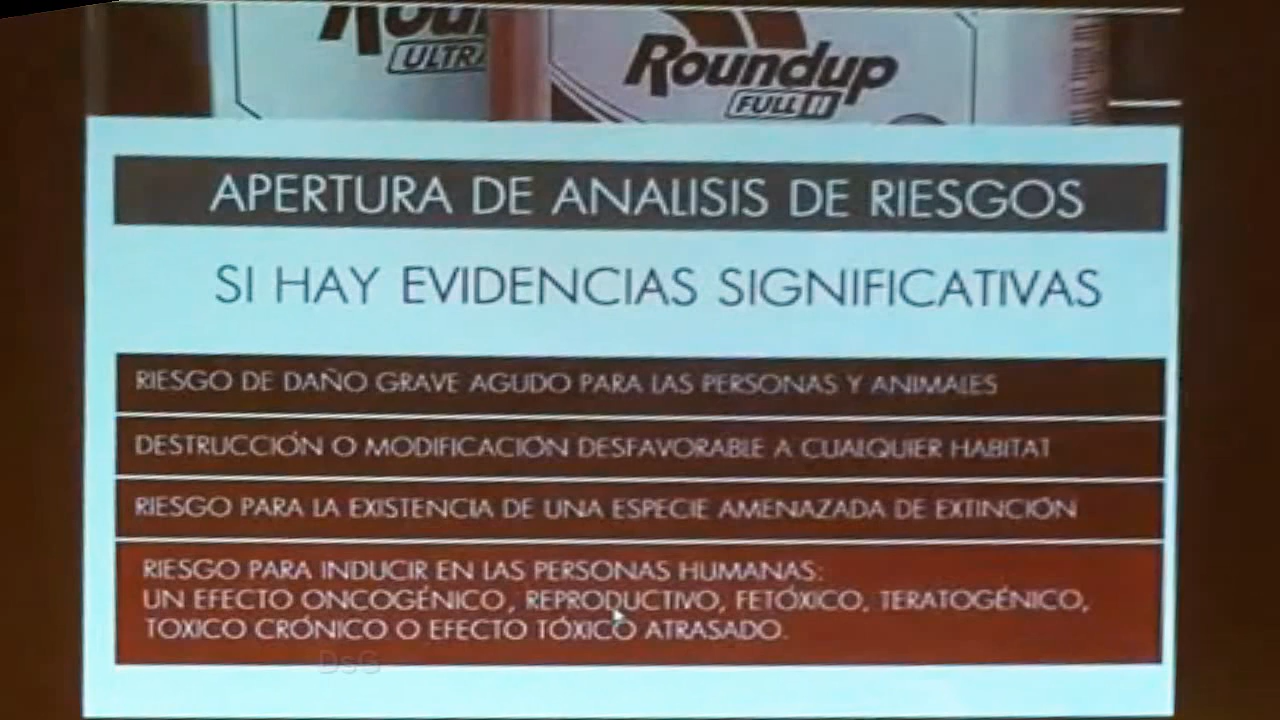 Roundup
ULTRA
Roundup
FULL II
APERTURA DE ANALISIS DE RIESGOS
SI HAY EVIDENCIAS SIGNIFICATIVAS
RIESGO DE DAÑO GRAVE AGUDO PARA LAS PERSONAS Y ANIMALES
DESTRUCCIÓN O MODIFICACIÓN DESFAVORABLE A CUALQUIER HABITAT
RIESGO PARA LA EXISTENCIA DE UNA ESPECIE AMENAZADA DE EXTINCIÓN
RIESGO PARA INDUCIR EN LAS PERSONAS HUMANAS:
UN EFECTO ONCOGÉNICO, REPRODUCTIVO, FETÓXICO, TERATOGÉNICO,
TOXICO CRÓNICO O EFECTO TÓXICO ATRASADO.
DsG